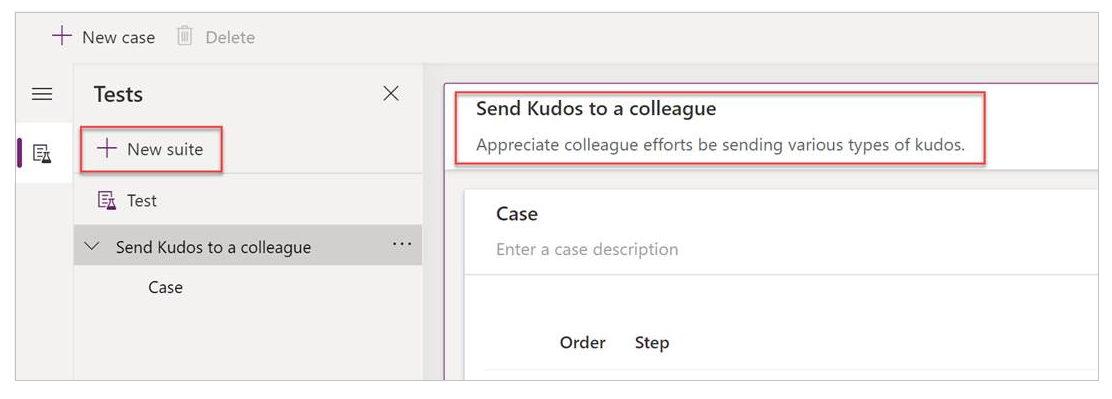 New case Delete
Tests
New suite
Test
Send Kudos to a colleague
Case
Send Kudos to a colleague
Appreciate colleague efforts be sending various types of kudos.
Case
Enter a case description
Order Step